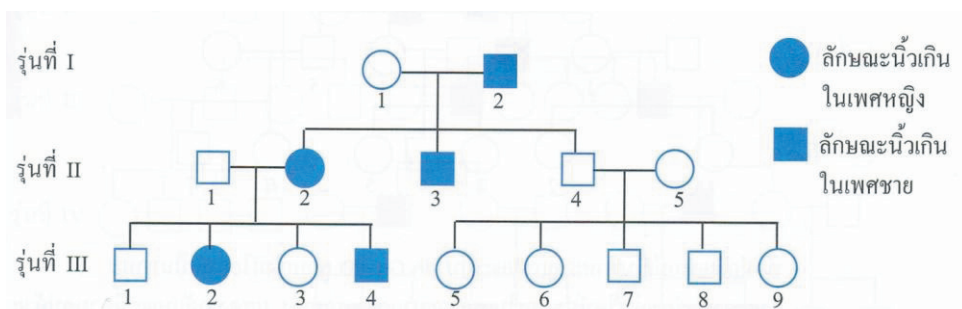 รุ่นที่ I
1 2
ลักษณะนิ้วเกิน
ในเพศหญิง
ลักษณะนิ้วเกิน
ในเพศชาย
รุ่นที่ II
1 2 3 4 5
รุ่นที่ III
1 2 3 4 5 6 7 8 9